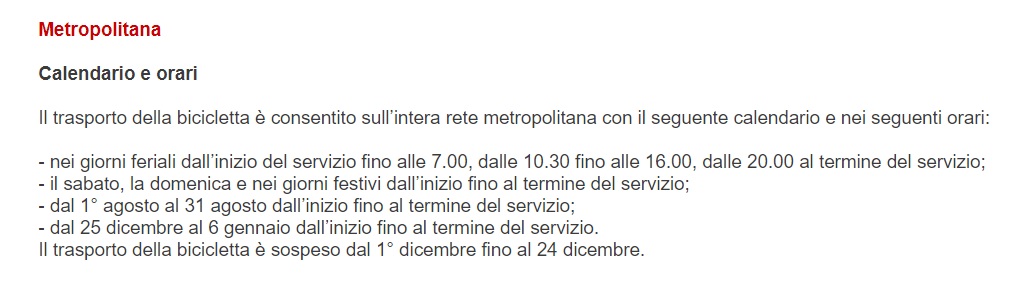 Metropolitana
Calendario e orari
Il trasporto della bicicletta è consentito sull'intera rete metropolitana con il seguente calendario e nei seguenti orari:
- nei giorni feriali dall'inizio del servizio fino alle 7.00, dalle 10.30 fino alle 16.00, dalle 20.00 al termine del servizio;
- il sabato, la domenica e nei giorni festivi dall'inizio fino al termine del servizio;
- dal 1° agosto al 31 agosto dall'inizio fino al termine del servizio;
- dal 25 dicembre al 6 gennaio dall'inizio fino al termine del servizio.
Il trasporto della bicicletta è sospeso dal 1° dicembre fino al 24 dicembre.